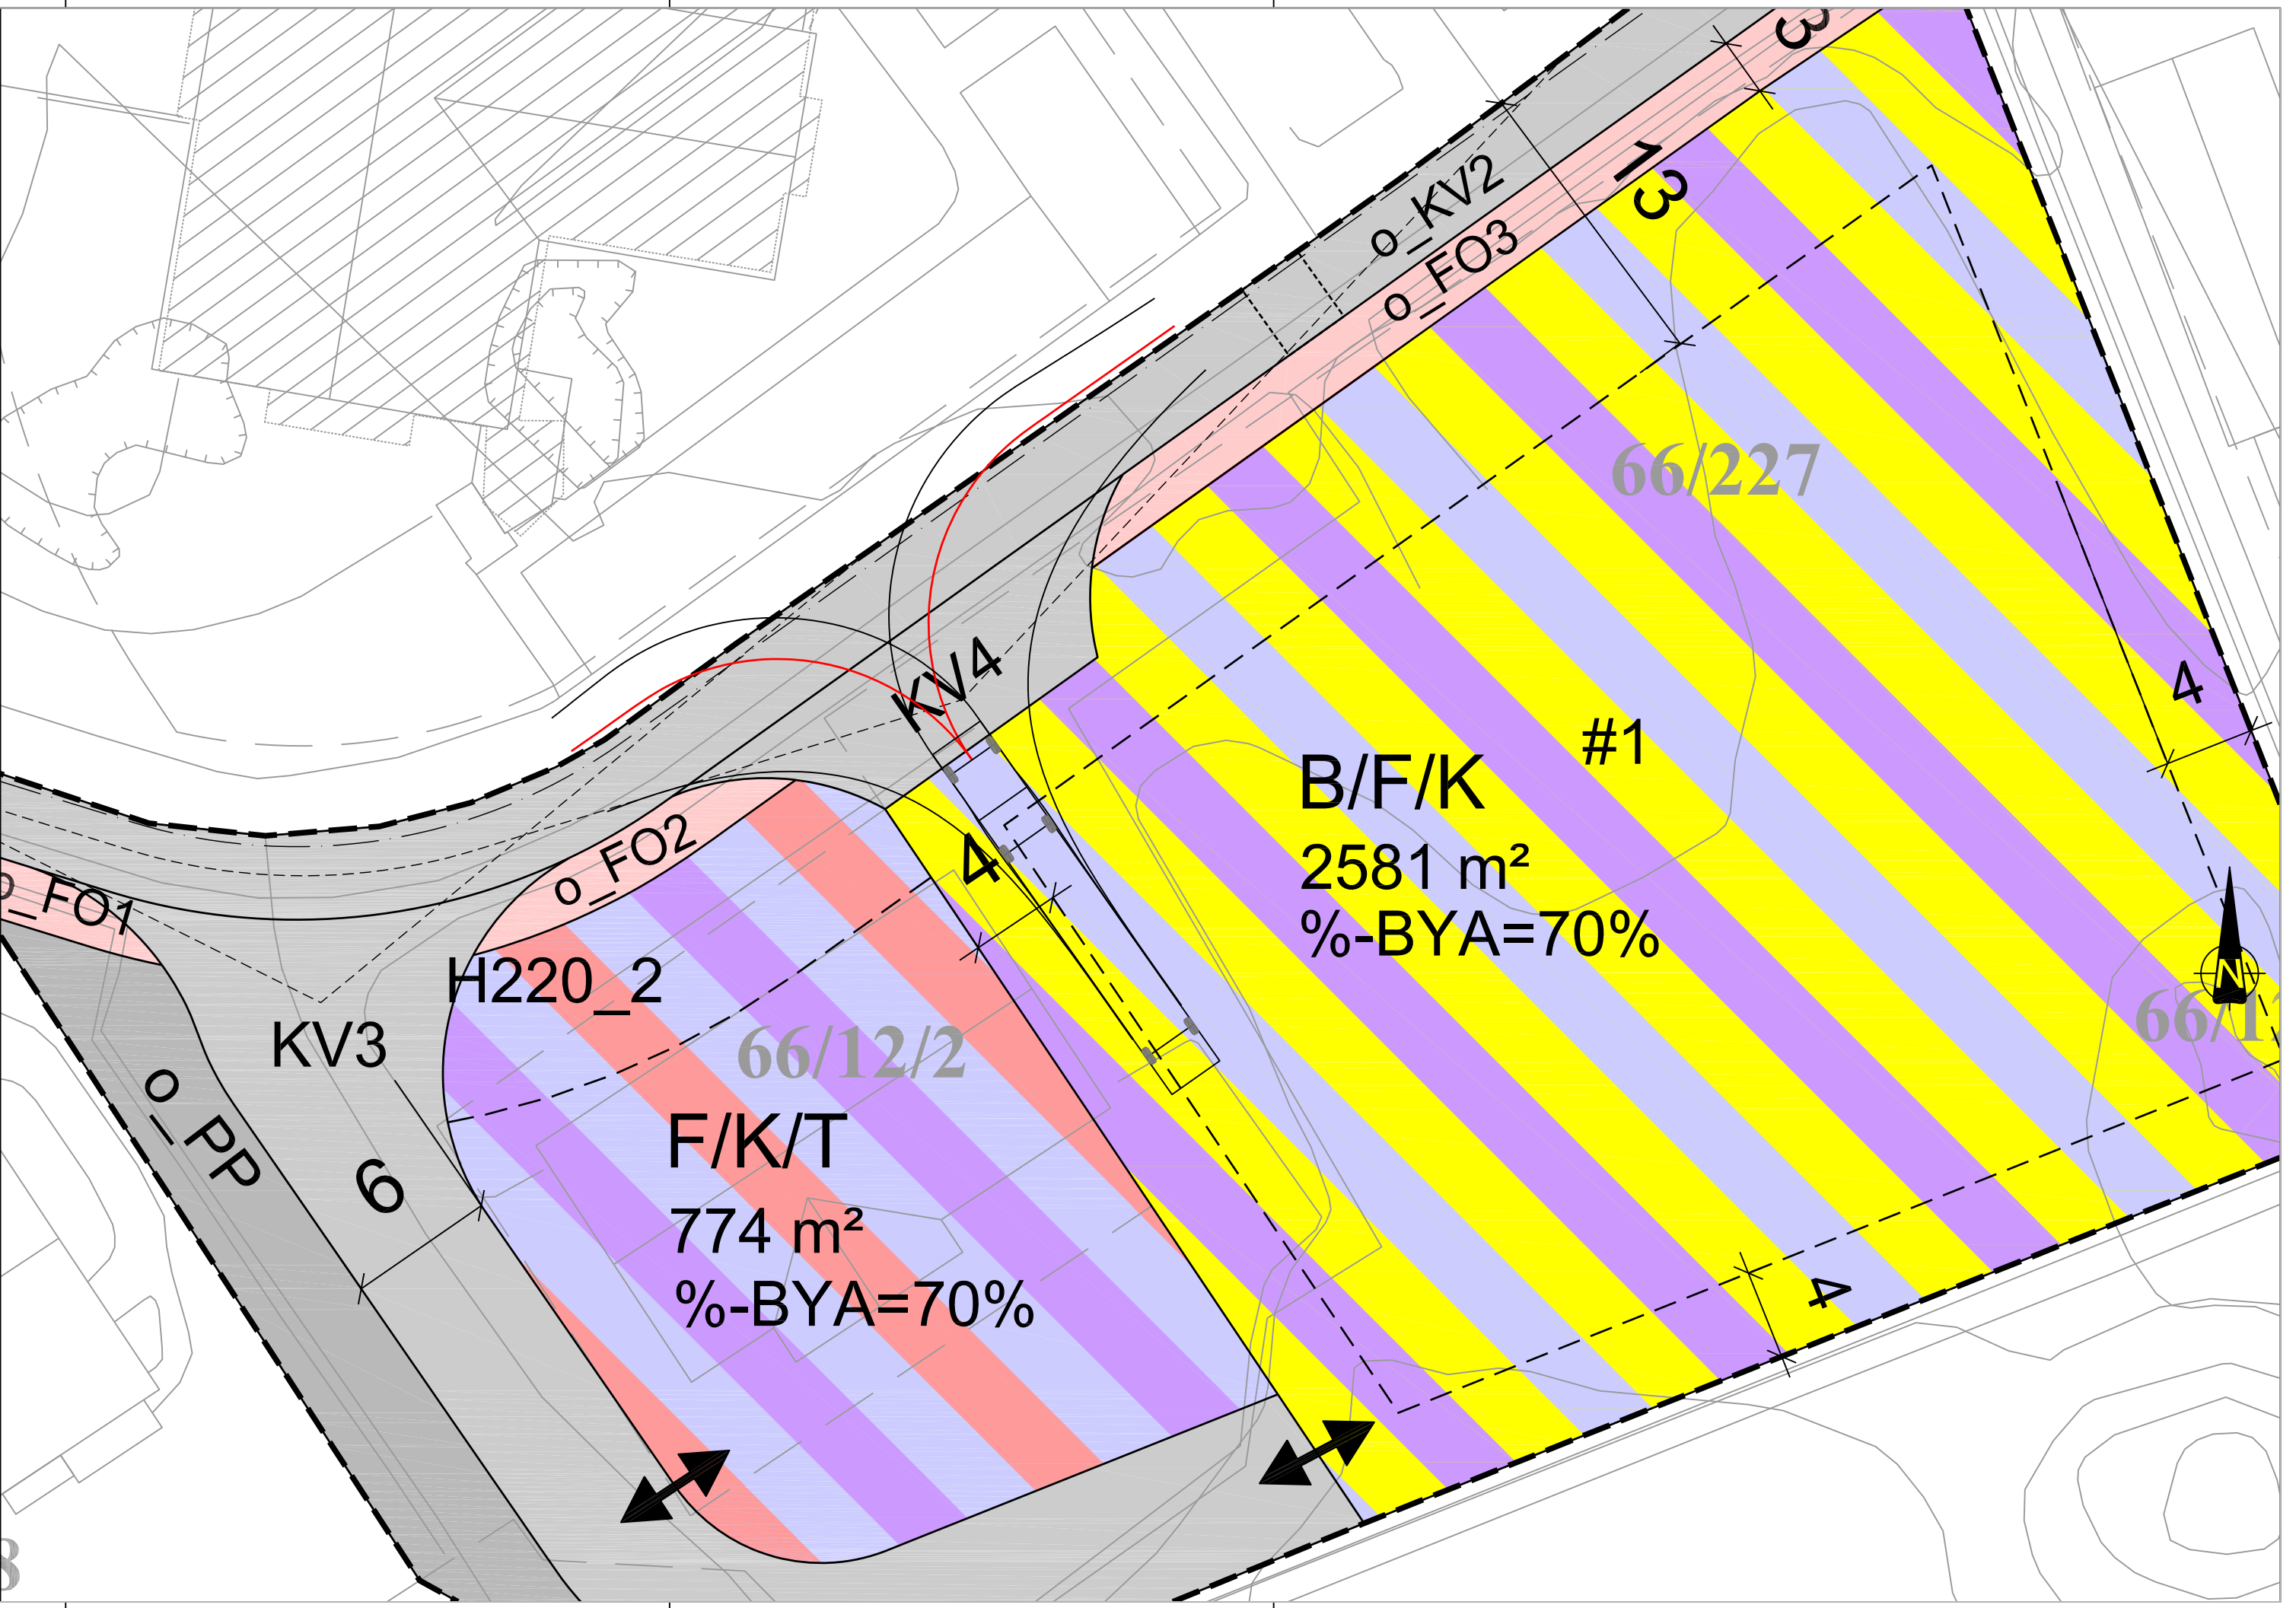 3
o_KV2
13
o_FO3
66/227
KV4
4
#1
B/F/K
2581 m²
%-BYA=70%
o_FO2
4
o_FO1
H220_2
N
KV3
66/12/2
o_PP
F/K/T
6
774 m²
%-BYA=70%
4
8